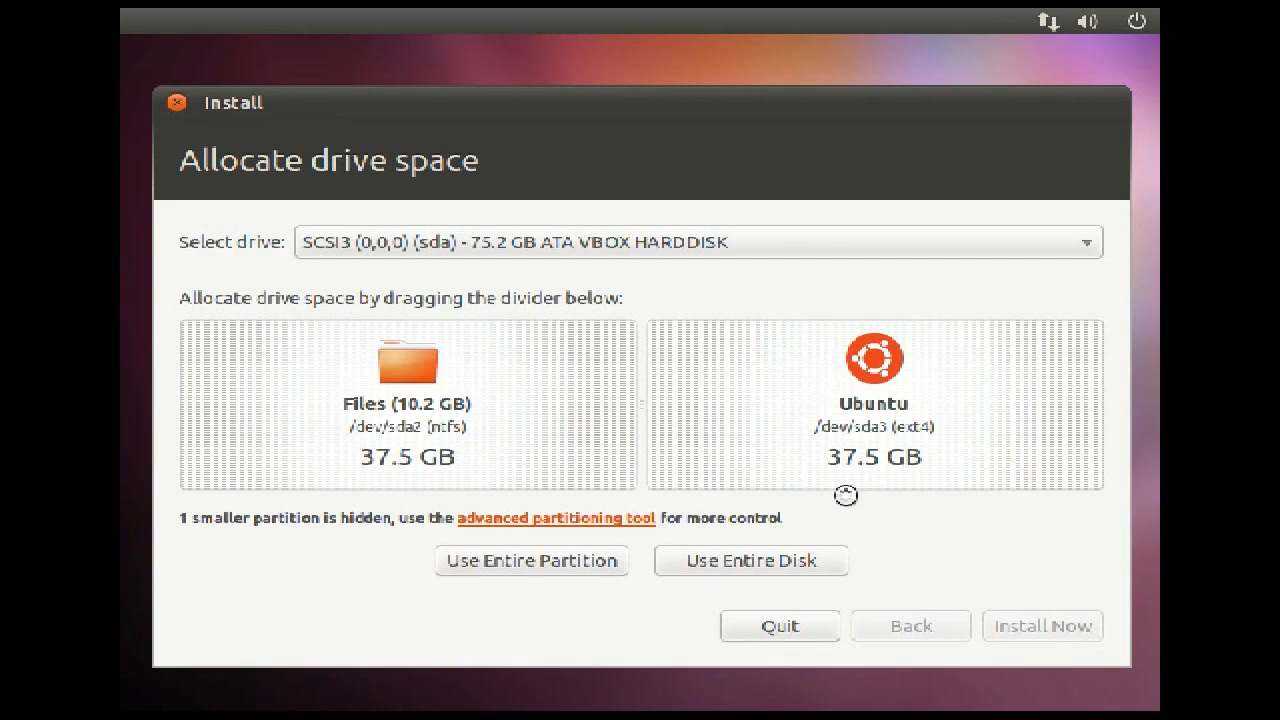 Install
Allocate drive space
Select drive: SCSI3 (0,0,0) (sda) - 75.2 GB ATA VBOX HARDDISK
Allocate drive space by dragging the divider below:
Files (10.2 GB)
/dev/sda2 (ntfs)
37.5 GB
Ubuntu
/dev/sda3 (ext4)
37.5 GB
1 smaller partition is hidden, use the advanced partitioning tool for more control
Use Entire Partition Use Entire Disk
Quit Back Install Now